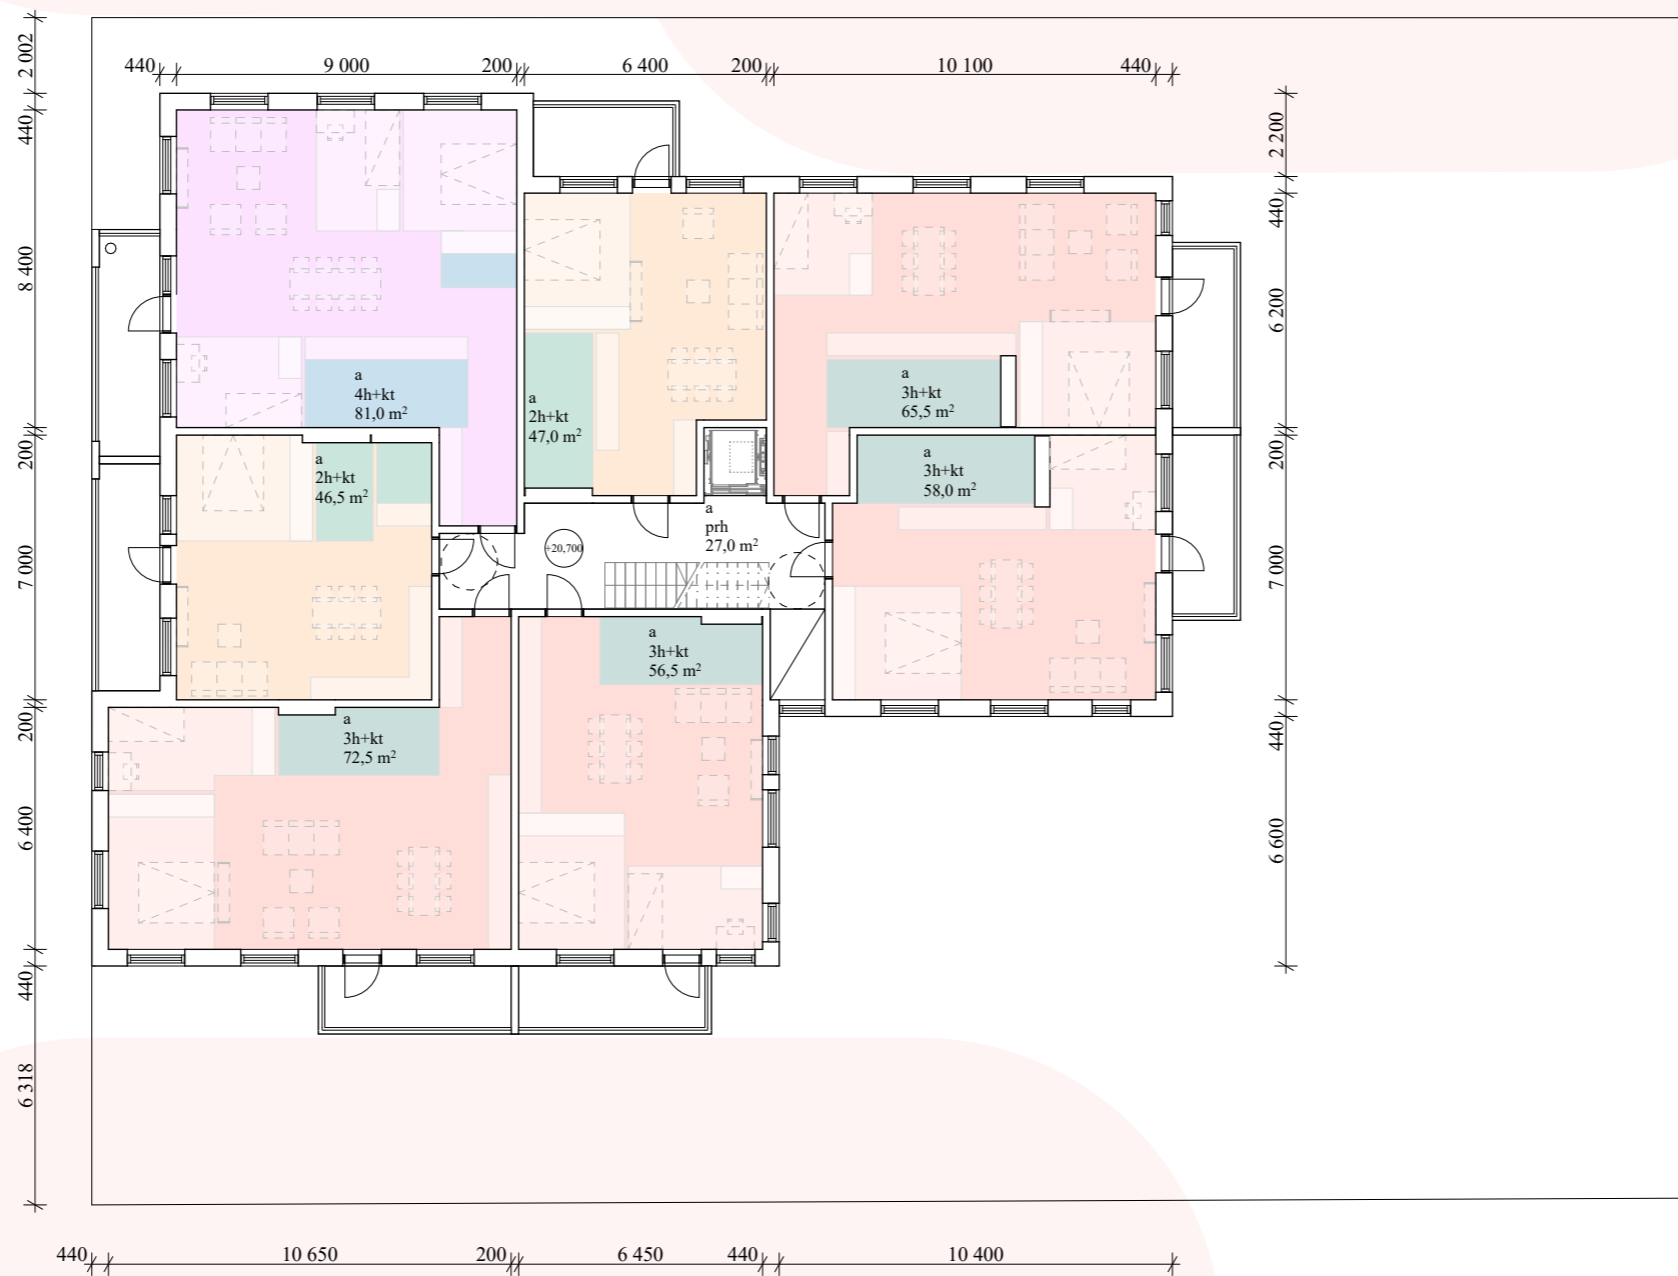 440 9 000 200 6 400 200 10 100 440
2 002
440
8 400
200
7 000
200
6 400
440
6 318
2 200
440
6 200
200
7 000
440
6 600
a
4h+kt
81,0 m²
a
2h+kt
47,0 m²
a
3h+kt
65,5 m²
a
2h+kt
46,5 m²
a
3h+kt
58,0 m²
a
prh
27,0 m²
+20,700
a
3h+kt
56,5 m²
a
3h+kt
72,5 m²
440 10 650 200 6 450 440 10 400